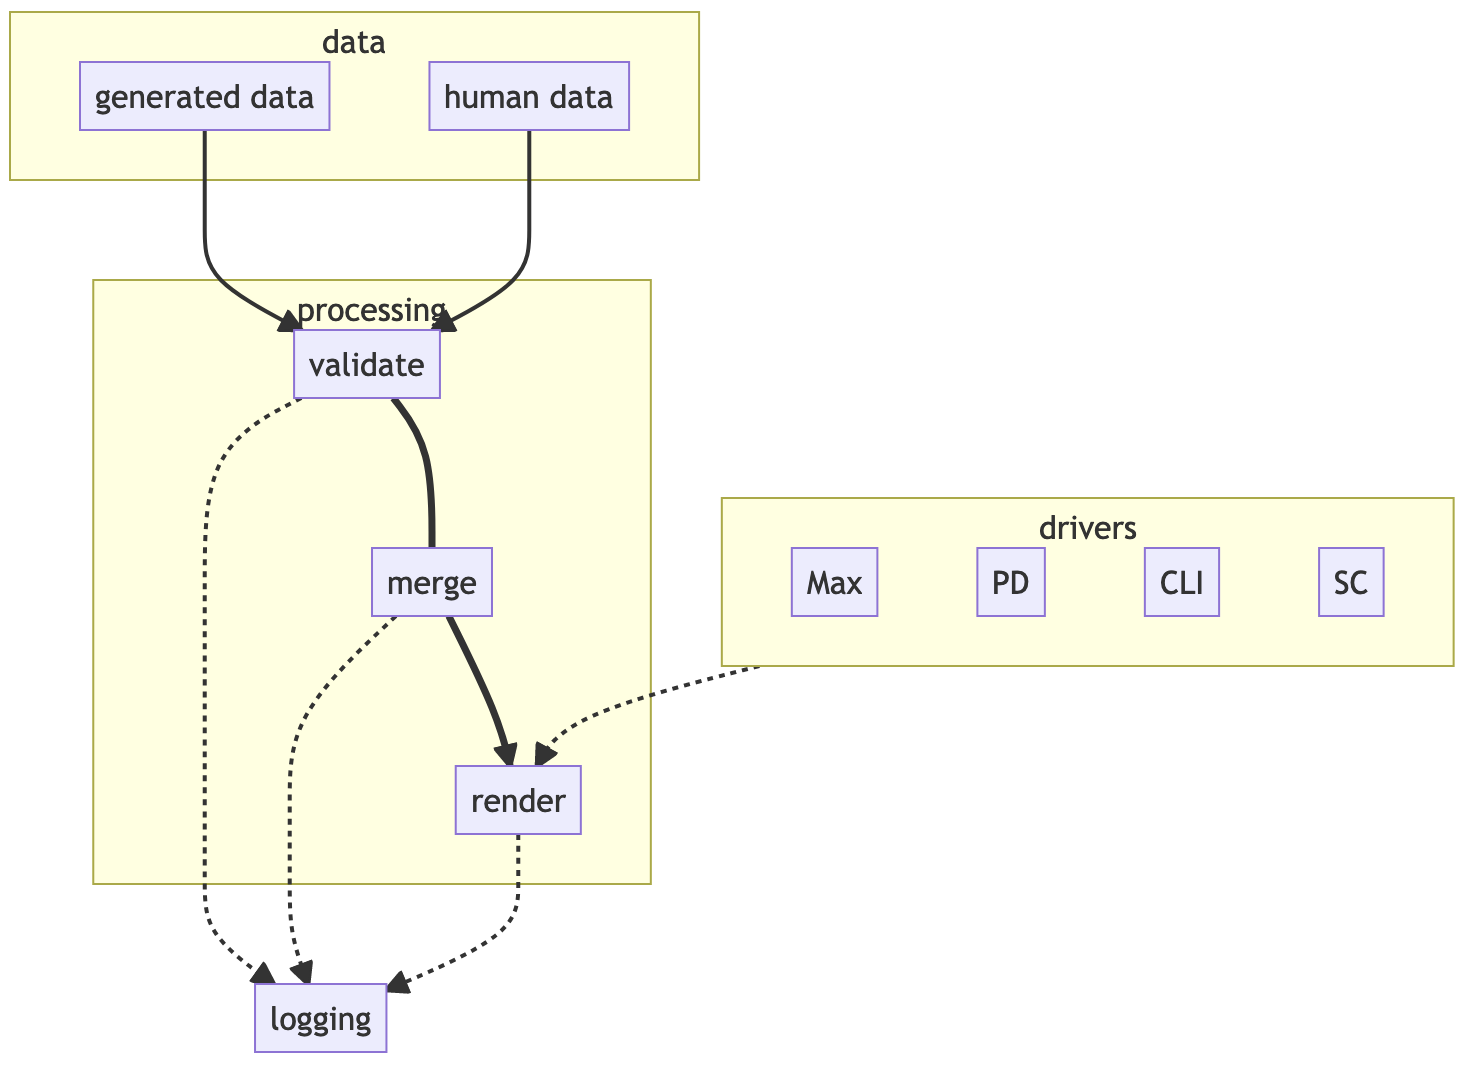 data
generated data
human data
processing
validate
merge
drivers
Max
PD
CLI
SC
render
logging